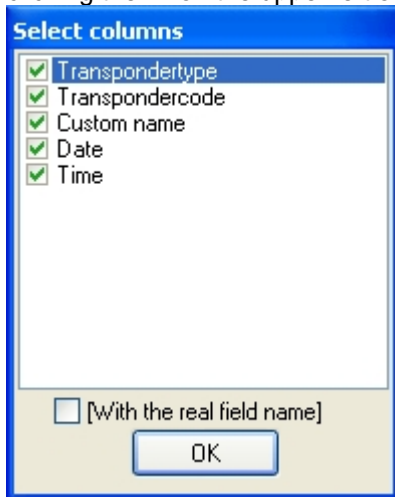 Select columns
Transpondertype
Transpondercode
Custom name
Date
Time
[With the real field name]
OK